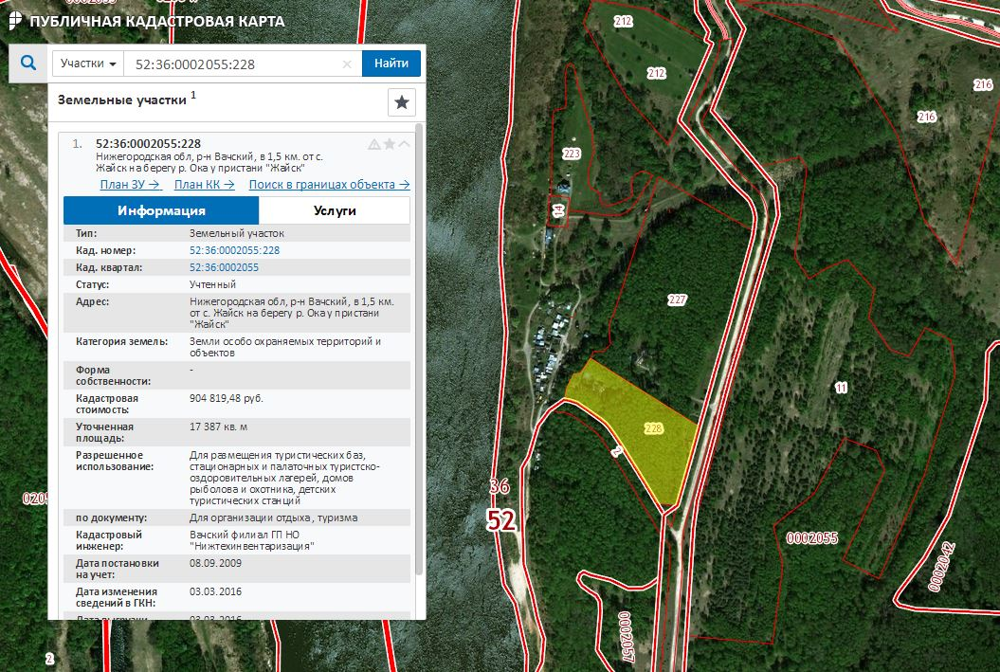 ПУБЛИЧНАЯ КАДАСТРОВАЯ КАРТА
Участки
52:36:0002055:228
Найти
Земельные участки 1
1. 52:36:0002055:228
Нижегородская обл, р-н Вачский, в 1,5 км. от с.
Жайск на берегу р. Ока у пристани "Жайск"
План ЗУ → План КК → Поиск в границах объекта →
Информация Услуги
Тип: Земельный участок
Кад. номер: 52:36:0002055:228
Кад. квартал: 52:36:0002055
Статус: Учтенный
Адрес: Нижегородская обл, р-н Вачский, в 1,5 км.
от с. Жайск на берегу р. Ока у пристани
"Жайск"
Категория земель: Земли особо охраняемых территорий и
объектов
Форма
собственности: -
Кадастровая
стоимость: 904 819,48 руб.
Уточненная
площадь: 17 387 кв. м
Разрешенное
использование: Для размещения туристических баз,
стационарных и палаточных туристско-
оздоровительных лагерей, домов
рыболова и охотника, детских
туристических станций
по документу: Для организации отдыха , туризма
Кадастровый
инженер: Вачский филиал ГП НО
"Нижтехинвентаризация"
Дата постановки
на учет: 08.09.2009
Дата изменения
сведений в ГКН: 03.03.2016
Дата выгрузки 03.03.2016
212
212
216
216
223
14
227
11
228
2
36
52
0002055
0002042
0002057
2